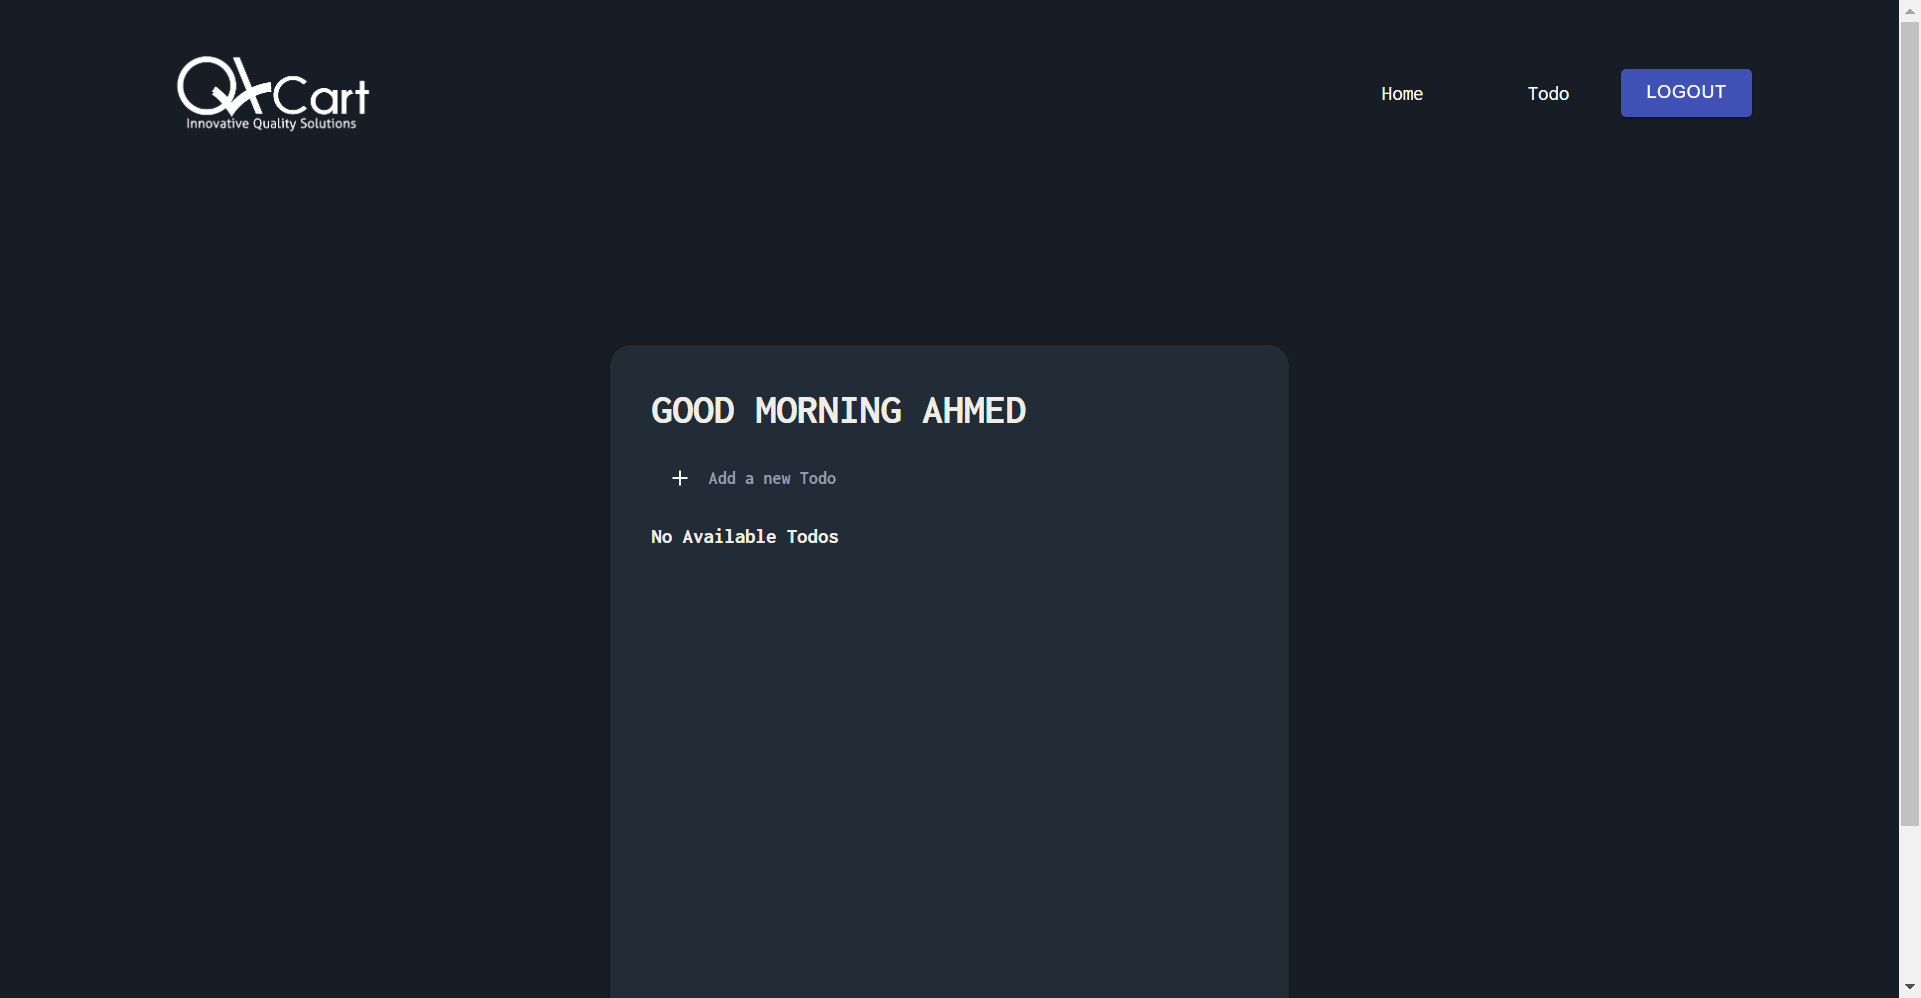 QACart
Innovative Quality Solutions
Home
Todo
LOGOUT
GOOD MORNING AHMED
Add a new Todo
No Available Todos